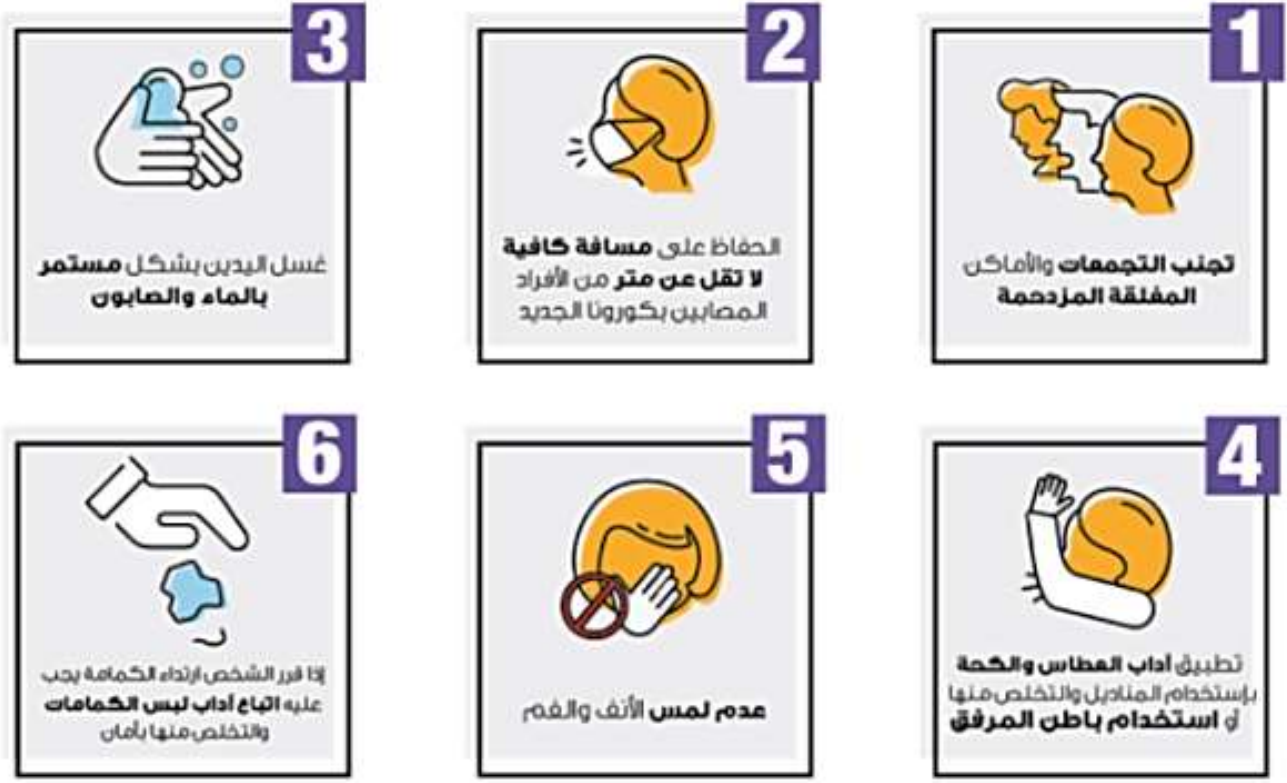 1
تجنب التجمعات والأماكن
المغلقة المزدحمة
2
الحفاظ على مسافة كافية
لا تقل عن متر من الأفراد
المصابين بكورونا الجديد
3
غسل اليدين بشكل مستمر
بالماء والصابون
4
تطبيق آداب العطاس والكحة
بإستخدام المناديل والتخلص منها
أو استخدام باطن المرفق
5
عدم لمس الأنف والفم
6
إذا قرر الشخص ارتداء الكمامة يجب
عليه اتباع آداب لبس الكمامات
والتخلص منها بأمان